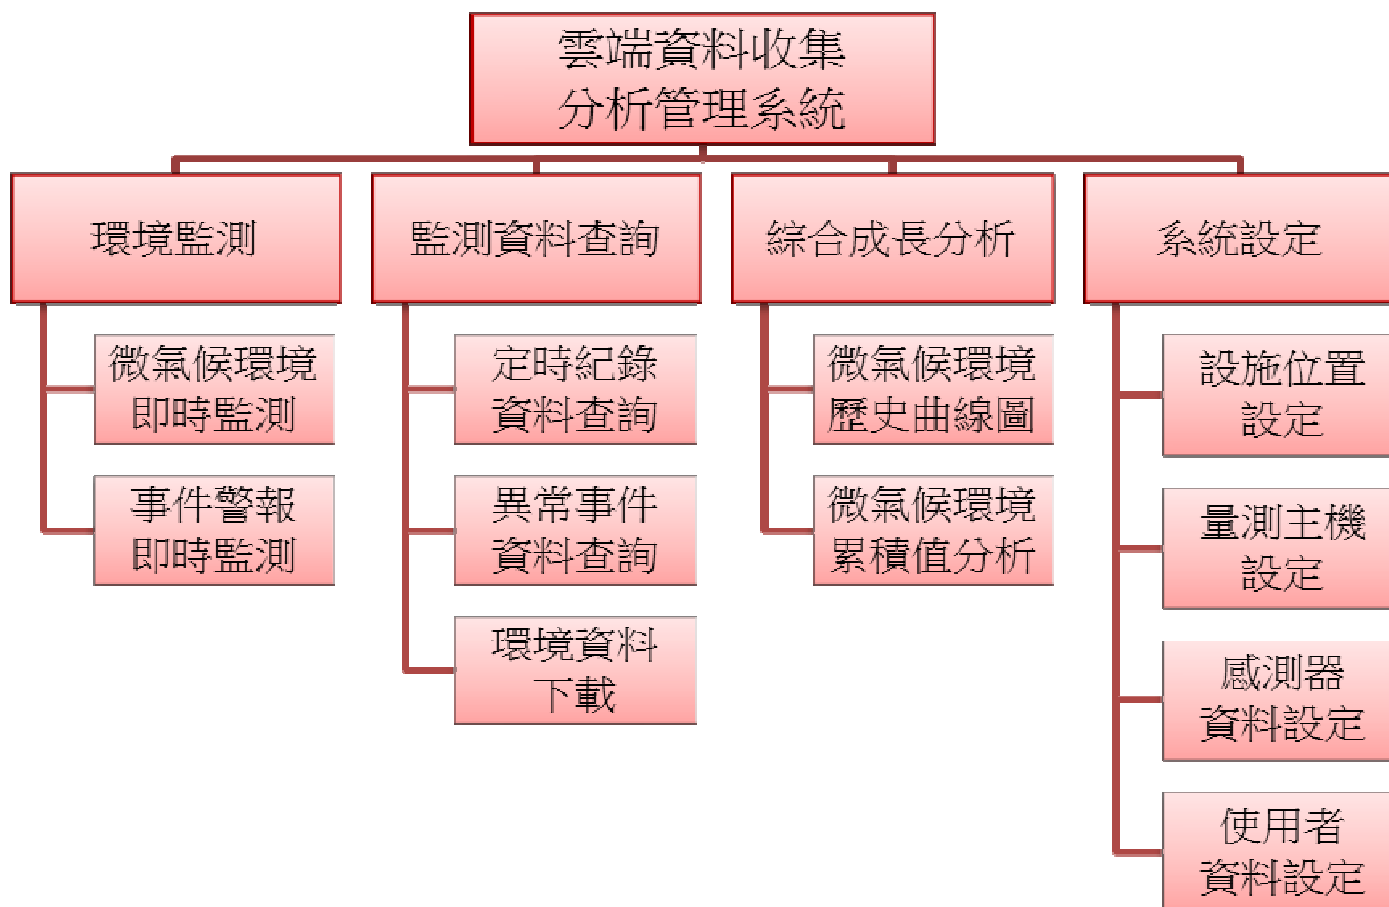 雲端資料收集
分析管理系統
環境監測
監測資料查詢
綜合成長分析
系統設定
微氣候環境
即時監測
事件警報
即時監測
定時紀錄
資料查詢
異常事件
資料查詢
環境資料
下載
微氣候環境
歷史曲線圖
微氣候環境
累積值分析
設施位置
設定
量測主機
設定
感測器
資料設定
使用者
資料設定